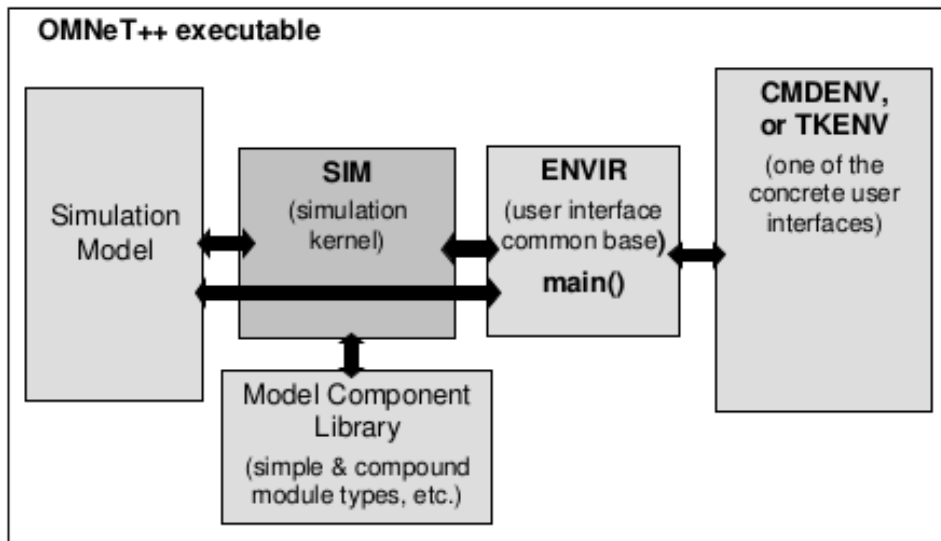 OMNeT++ executable
Simulation
Model
SIM
(simulation
kernel)
ENVIR
(user interface
common base)
main()
CMDENV,
or TKENV
(one of the
concrete user
interfaces)
Model Component
Library
(simple & compound
module types, etc.)